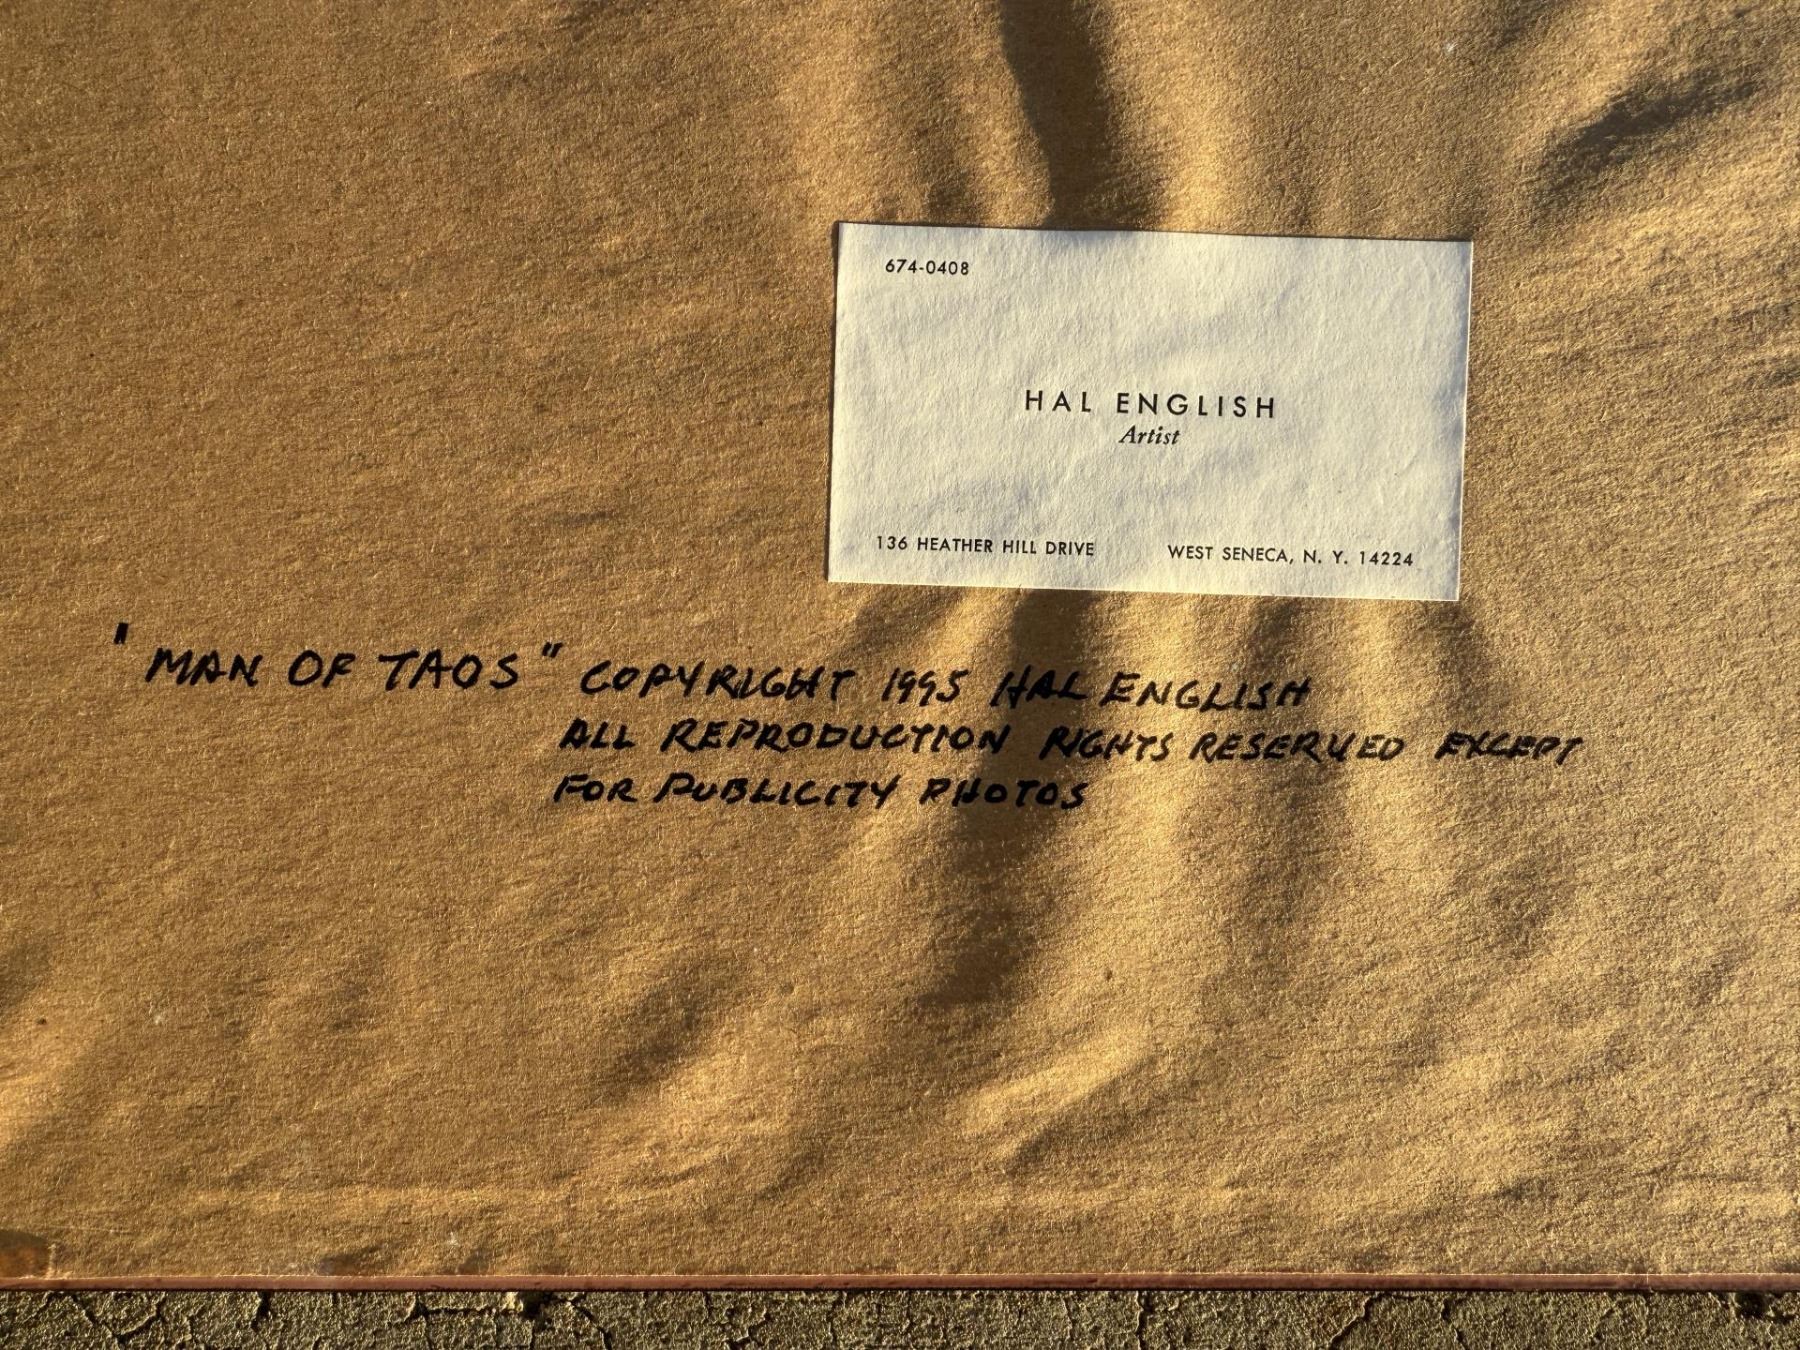 674-0408
HAL ENGLISH
Artist
136 HEATHER HILL DRIVE WEST SENECA, N. Y. 14224
"MAN OF TAOS" COPYRIGHT 1995 HAL ENGLISH
ALL REPRODUCTION RIGHTS RESERVED EXCEPT
FOR PUBLICITY PHOTOS